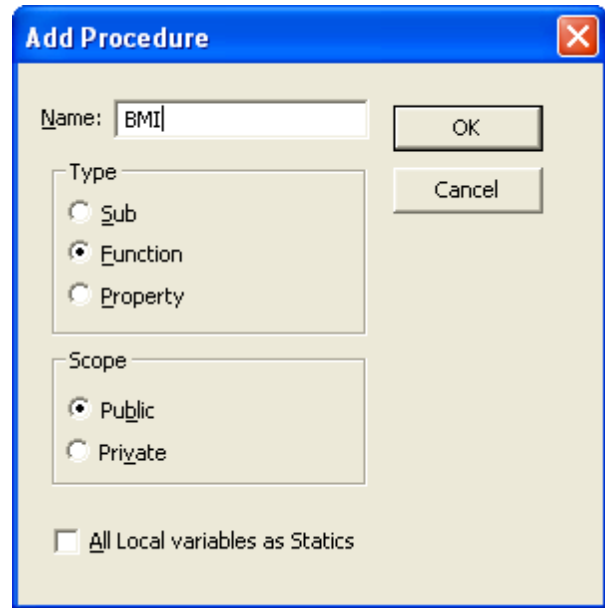 Add Procedure
Name: BMI
OK
Type
Cancel
Sub
Function
Property
Scope
Public
Private
All Local variables as Statics